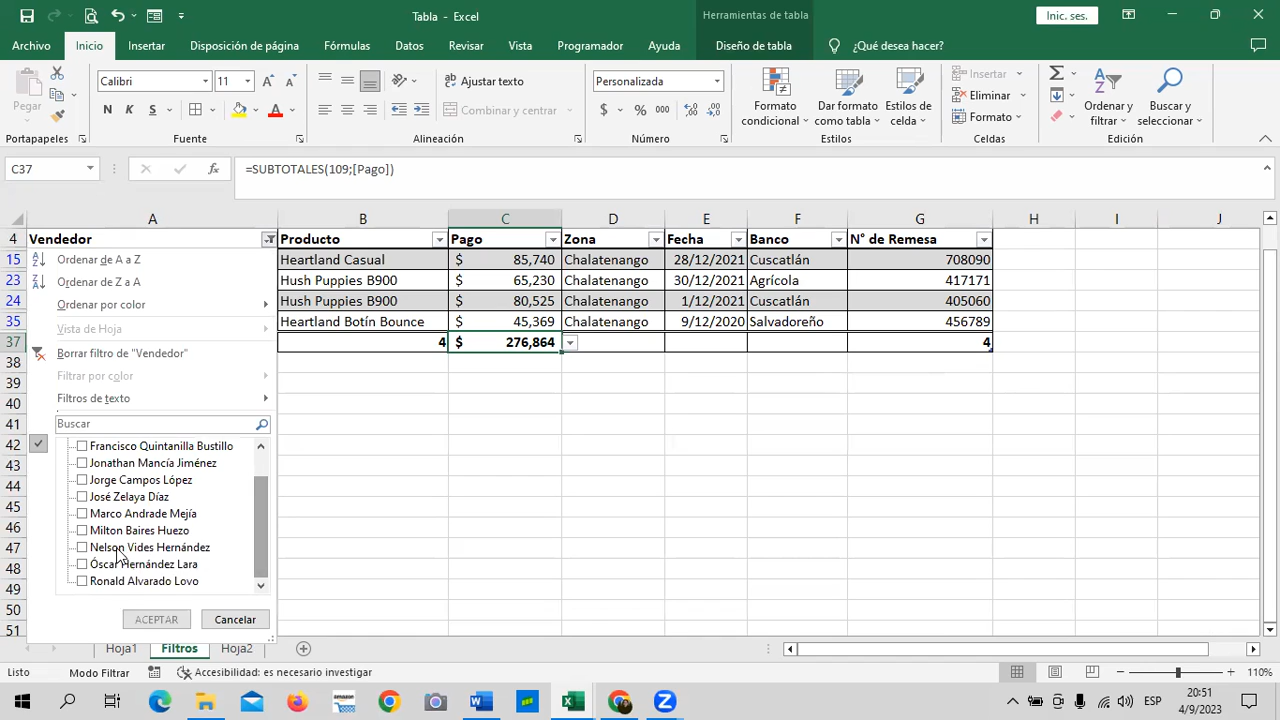 Tabla - Excel
Herramientas de tabla
Inic. ses.
Archivo Inicio Insertar Disposición de página Fórmulas Datos Revisar Vista Programador Ayuda Diseño de tabla ¿Qué desea hacer?
Pegar
Calibri 11
N K S
Ajustar texto
Combinar y centrar
Personalizada
$ % 000
Formato condicional
Dar formato como tabla
Estilos de celda
Insertar
Eliminar
Formato
Ordenar y filtrar
Buscar y seleccionar
Portapapeles Fuente Alineación Número Estilos Celdas Edición
C37 fx =SUBTOTALES(109;[Pago])
A B C D E F G H I J
4 Vendedor Producto Pago Zona Fecha Banco N° de Remesa
15 Heartland Casual $ 85,740 Chalatenango 28/12/2021 Cuscatlán 708090
23 Hush Puppies B900 $ 65,230 Chalatenango 30/12/2021 Agrícola 417171
24 Hush Puppies B900 $ 80,525 Chalatenango 1/12/2021 Cuscatlán 405060
35 Heartland Botín Bounce $ 45,369 Chalatenango 9/12/2020 Salvadoreño 456789
37 4 $ 276,864 4
38
39
40
41
42
43
44
45
46
47
48
49
50
51
Ordenar de A a Z
Ordenar de Z a A
Ordenar por color
Vista de Hoja
Borrar filtro de "Vendedor"
Filtrar por color
Filtros de texto
Buscar
Francisco Quintanilla Bustillo
Jonathan Mancía Jiménez
Jorge Campos López
José Zelaya Díaz
Marco Andrade Mejía
Milton Baires Huezo
Nelson Vides Hernández
Óscar Hernández Lara
Ronald Alvarado Lovo
ACEPTAR Cancelar
Hoja1 Filtros Hoja2
Listo Modo Filtrar Accesibilidad: es necesario investigar 110%
ESP
20:51
4/9/2023